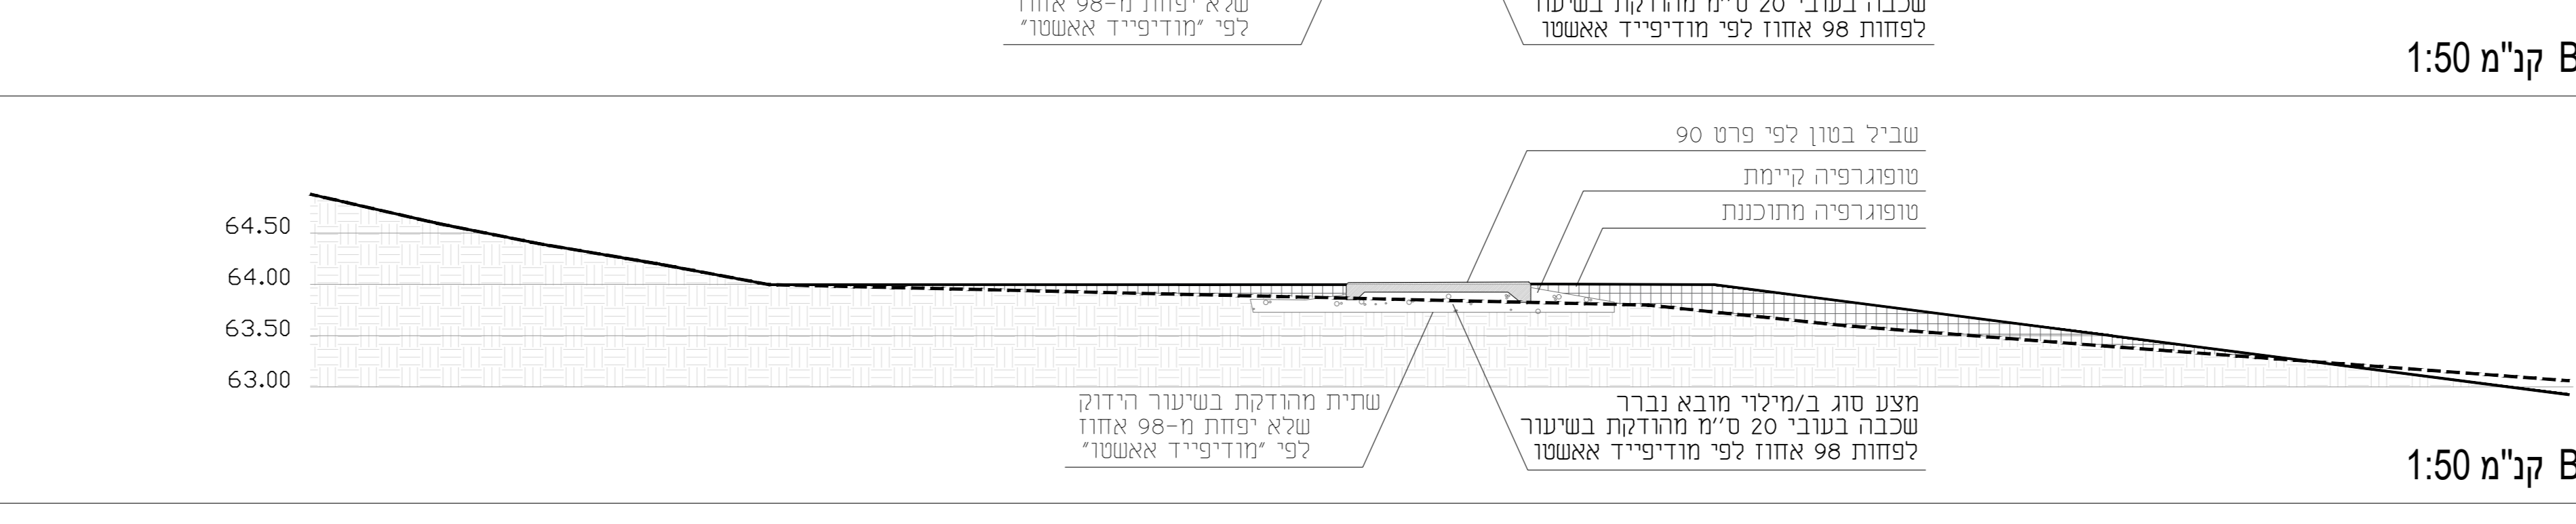 שלא יפחת מ-98 אחוז
לפי "מודיפייד אאשטו"
שכבה בעובי 20 ס''מ מהודקת בשיעור
לפחות 98 אחוז לפי מודיפייד אאשטו
B קנ"מ 1:50
שביל בטון לפי פרט 90
טופוגרפיה קיימת
טופוגרפיה מתוכננת
64.50
64.00
63.50
63.00
שתית מהודקת בשיעור הידוק
שלא יפחת מ-98 אחוז
לפי "מודיפייד אאשטו"
מצע סוג ב/מילוי מובא נברר
שכבה בעובי 20 ס''מ מהודקת בשיעור
לפחות 98 אחוז לפי מודיפייד אאשטו
B קנ"מ 1:50